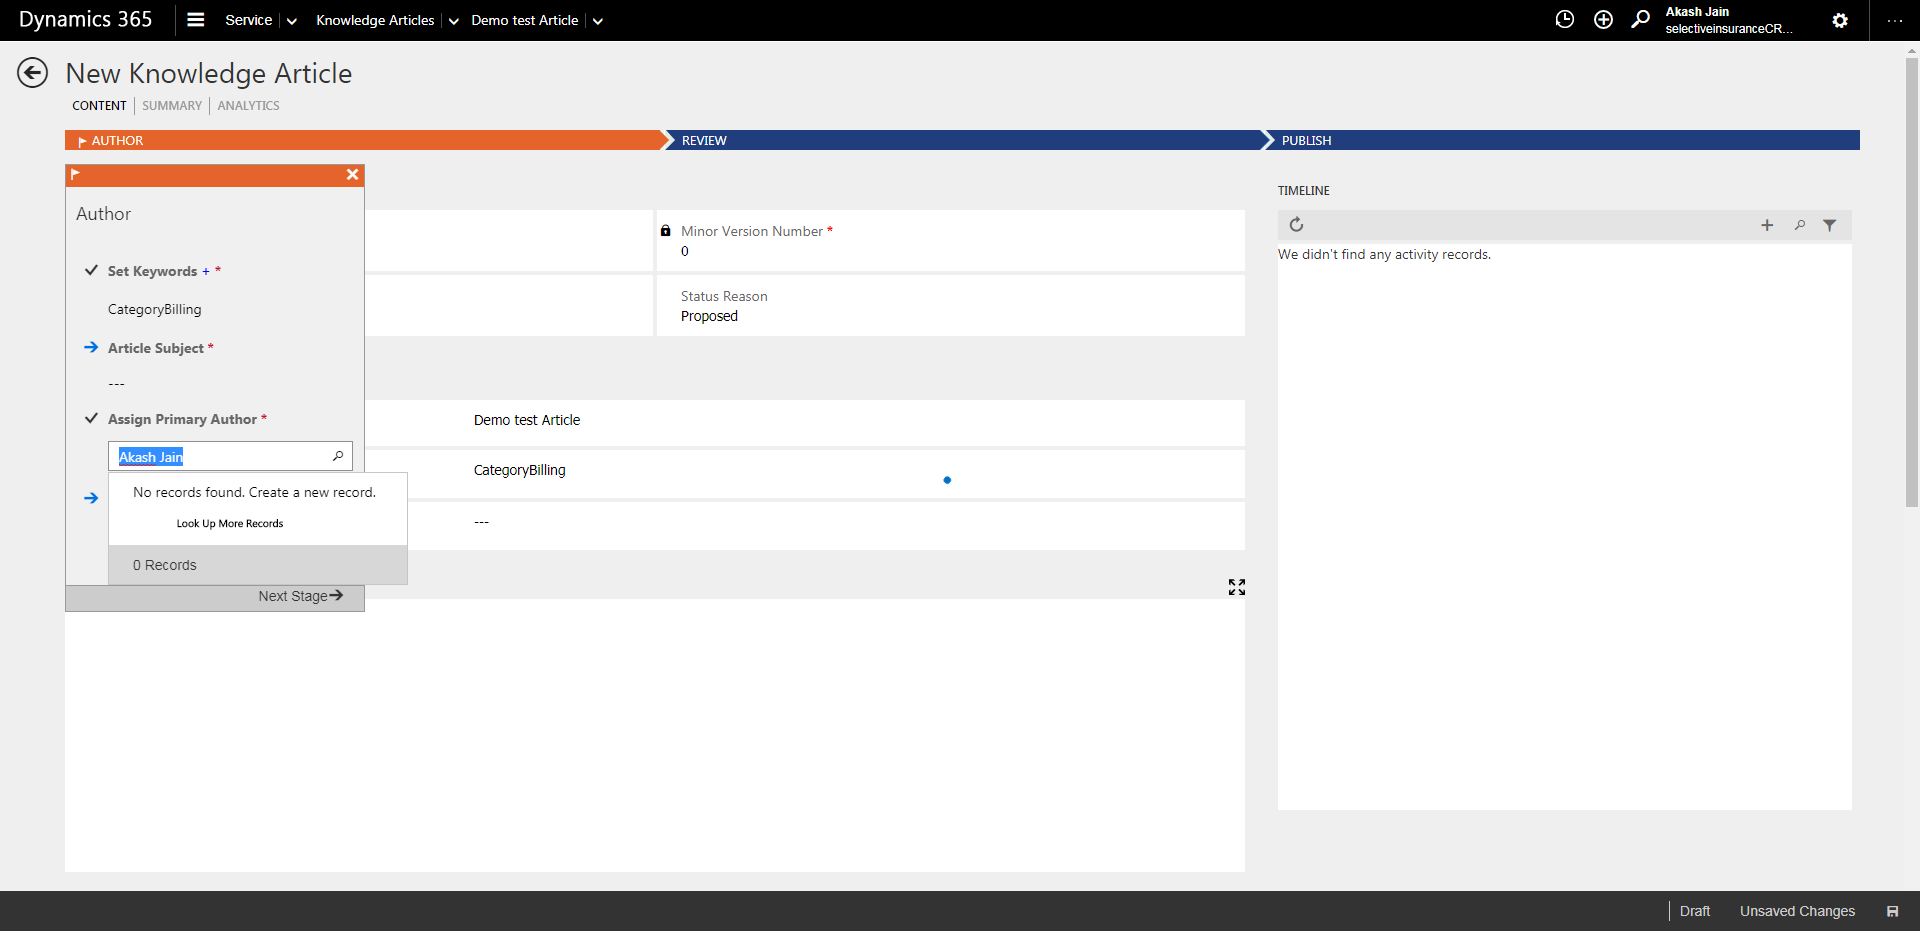 Dynamics 365
Service
Knowledge Articles
Demo test Article
Akash Jain
selectiveinsuranceCR...
...
New Knowledge Article
CONTENT
SUMMARY
ANALYTICS
AUTHOR
REVIEW
PUBLISH
Author
Set Keywords + *
CategoryBilling
Article Subject *
---
Assign Primary Author *
Akash Jain
No records found. Create a new record.
Look Up More Records
0 Records
Next Stage
Minor Version Number *
0
Status Reason
Proposed
Demo test Article
CategoryBilling
---
TIMELINE
We didn't find any activity records.
Draft
Unsaved Changes